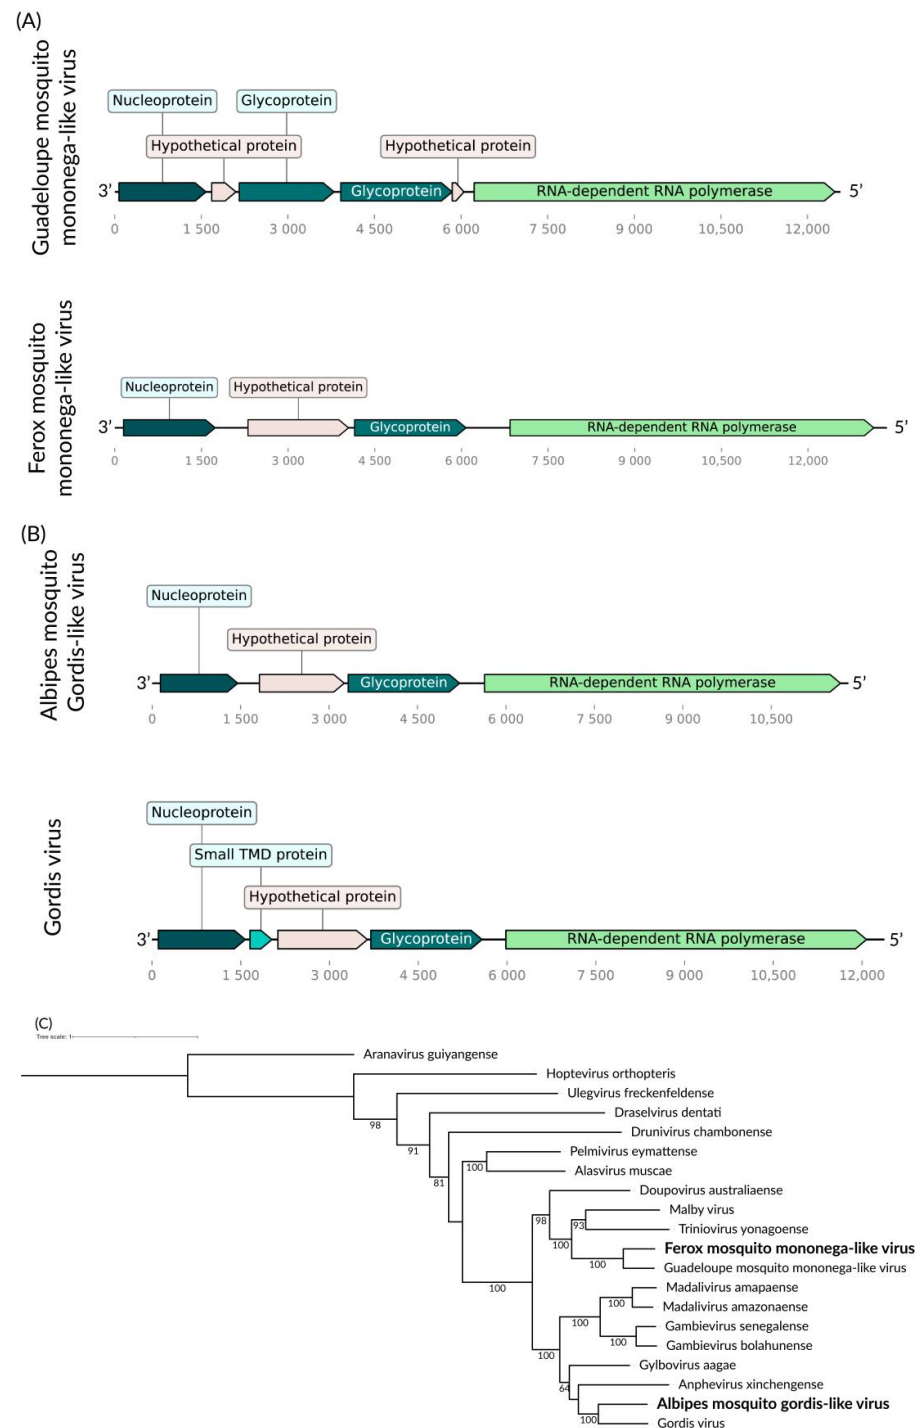 (A)
Guadeloupe mosquito
mononega-like virus
Nucleoprotein Glycoprotein
Hypothetical protein Hypothetical protein
3’ Glycoprotein RNA-dependent RNA polymerase 5’
0 1 500 3 000 4 500 6 000 7 500 9 000 10,500 12,000
Ferox mosquito
mononega-like virus
Nucleoprotein Hypothetical protein
3’ Glycoprotein RNA-dependent RNA polymerase 5’
0 1 500 3 000 4 500 6 000 7 500 9 000 10,500 12,000
(B)
Albipes mosquito
Gordis-like virus
Nucleoprotein
Hypothetical protein
3’ Glycoprotein RNA-dependent RNA polymerase 5’
0 1 500 3 000 4 500 6 000 7 500 9 000 10,500
Gordis virus
Nucleoprotein
Small TMD protein
Hypothetical protein
3’ Glycoprotein RNA-dependent RNA polymerase 5’
0 1 500 3 000 4 500 6 000 7 500 9 000 10,500 12,000
(C)
Tree scale: 1
Aranavirus guiyangense
Hoptevirus orthopteris
Ulegvirus freckenfeldense
98
Draselvirus dentati
91
Drunivirus chambonense
Pelmivirus eymattense
100
Alasvirus muscae
81
Doupovirus australiaense
Malby virus
98
93
Triniovirus yonagoense
100
Ferox mosquito mononega-like virus
100
Guadeloupe mosquito mononega-like virus
100
Madalivirus amapaense
100
Madalivirus amazonaense
100
Gambievirus senegalense
100
Gambievirus bolahunense
100
Gylbovirus aagae
64
Anphevirus xinchengense
Albipes mosquito gordis-like virus
100
Gordis virus